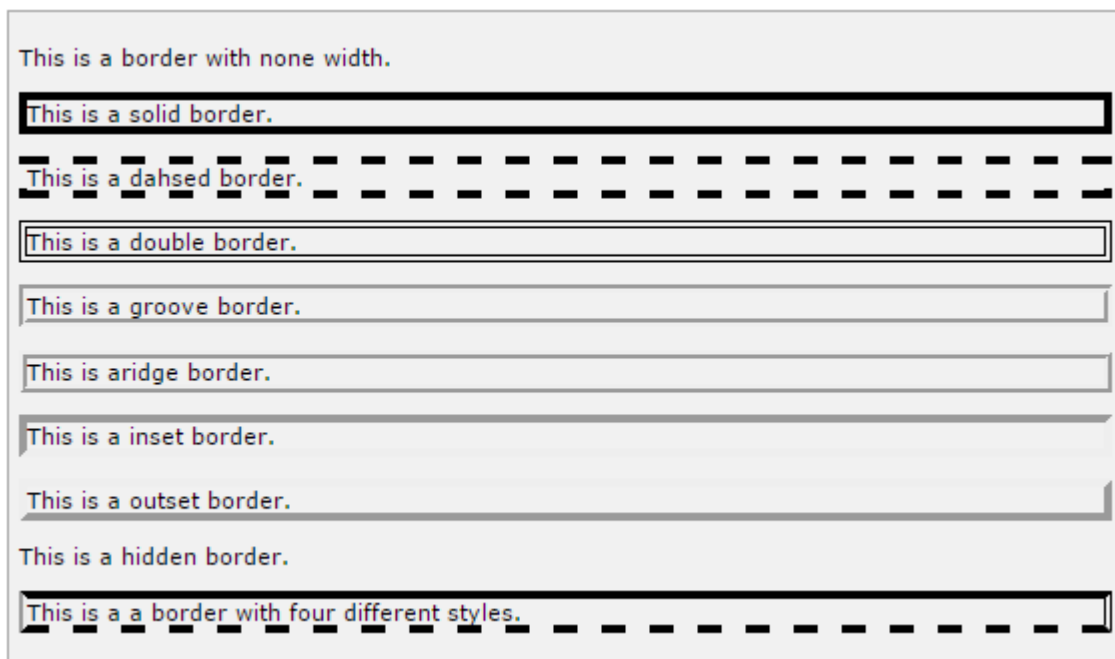 This is a border with none width.
This is a solid border.
This is a dahsed border.
This is a double border.
This is a groove border.
This is aridge border.
This is a inset border.
This is a outset border.
This is a hidden border.
This is a a border with four different styles.